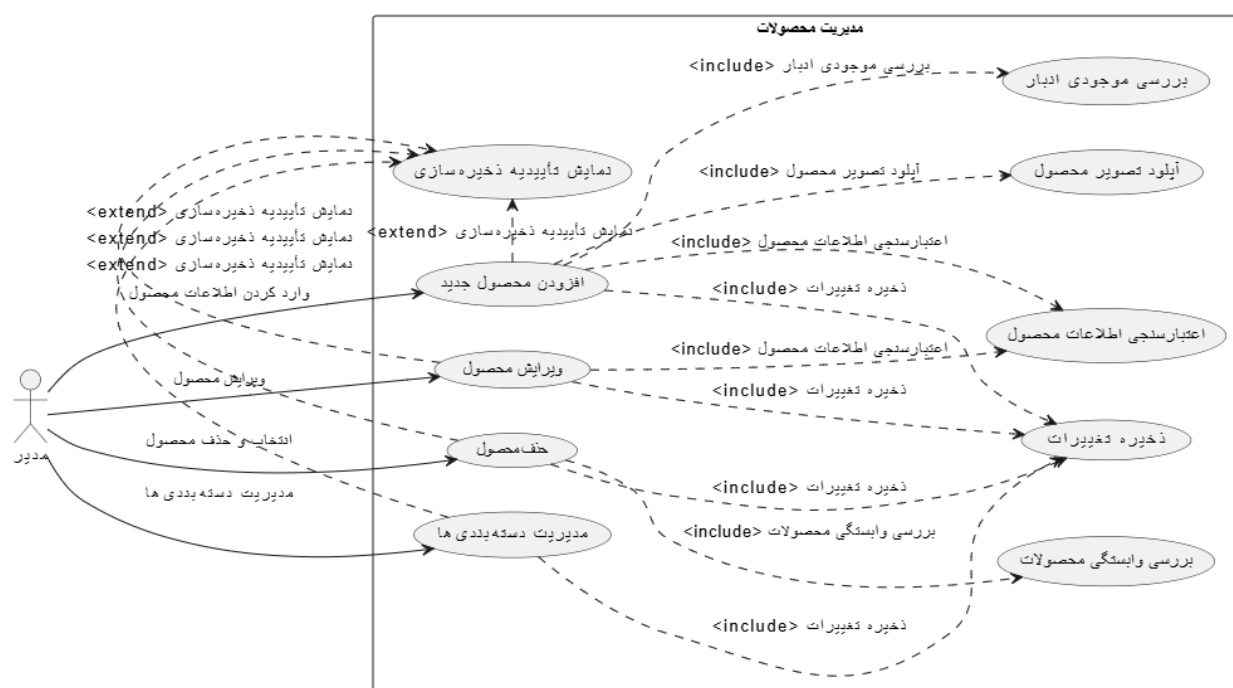 مدیریت محصولات
<include> بررسی موجودی انبار
بررسی موجودی انبار
نمایش تأییدیه ذخیره‌سازی
<include> آپلود تصویر محصول
آپلود تصویر محصول
<extend> نمایش تأییدیه ذخیره‌سازی
<extend> نمایش تأییدیه ذخیره‌سازی
<extend> نمایش تأییدیه ذخیره‌سازی
<extend> نمایش تأییدیه ذخیره‌سازی
<include> اعتبارسنجی اطلاعات محصول
وارد کردن اطلاعات محصول
افزودن محصول جدید
<include> ذخیره تغییرات
اعتبارسنجی اطلاعات محصول
<include> اعتبارسنجی اطلاعات محصول
ویرایش محصول
ویرایش محصول
<include> ذخیره تغییرات
مدیر
انتخاب و حذف محصول
حذف محصول
ذخیره تغییرات
<include> ذخیره تغییرات
مدیریت دسته‌بندی‌ها
<include> بررسی وابستگی محصولات
مدیریت دسته‌بندی‌ها
بررسی وابستگی محصولات
<include> ذخیره تغییرات